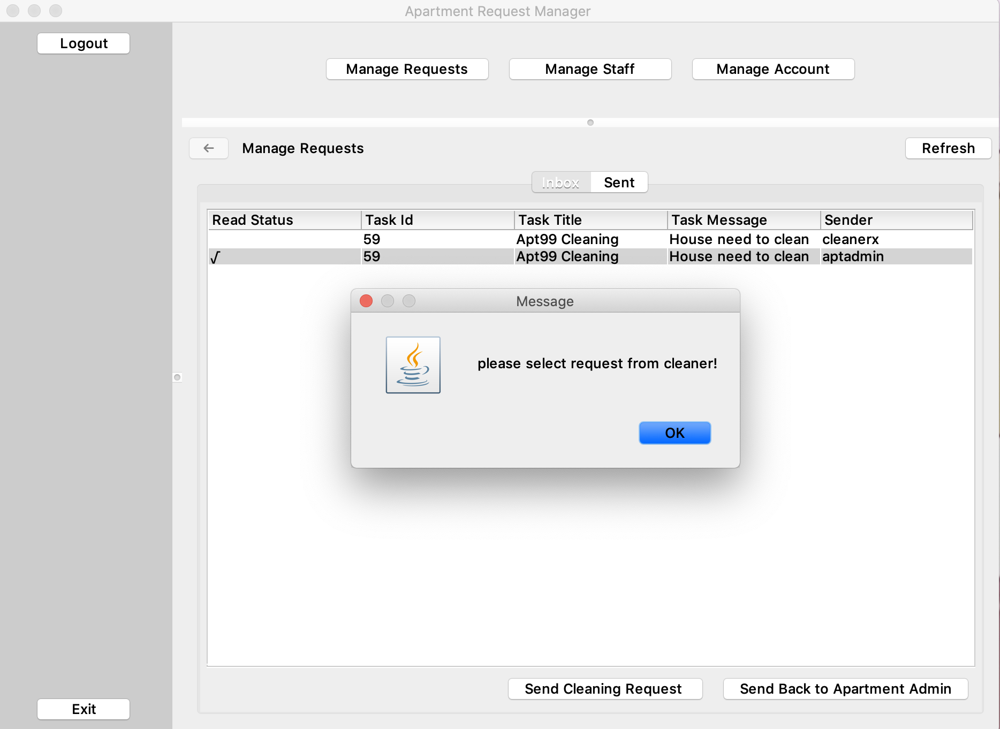 Apartment Request Manager
Logout
Manage Requests Manage Staff Manage Account
← Manage Requests Refresh
Inbox Sent
Read Status Task Id Task Title Task Message Sender
59 Apt99 Cleaning House need to clean cleanerx
√ 59 Apt99 Cleaning House need to clean aptadmin
Message
please select request from cleaner!
OK
Send Cleaning Request Send Back to Apartment Admin
Exit